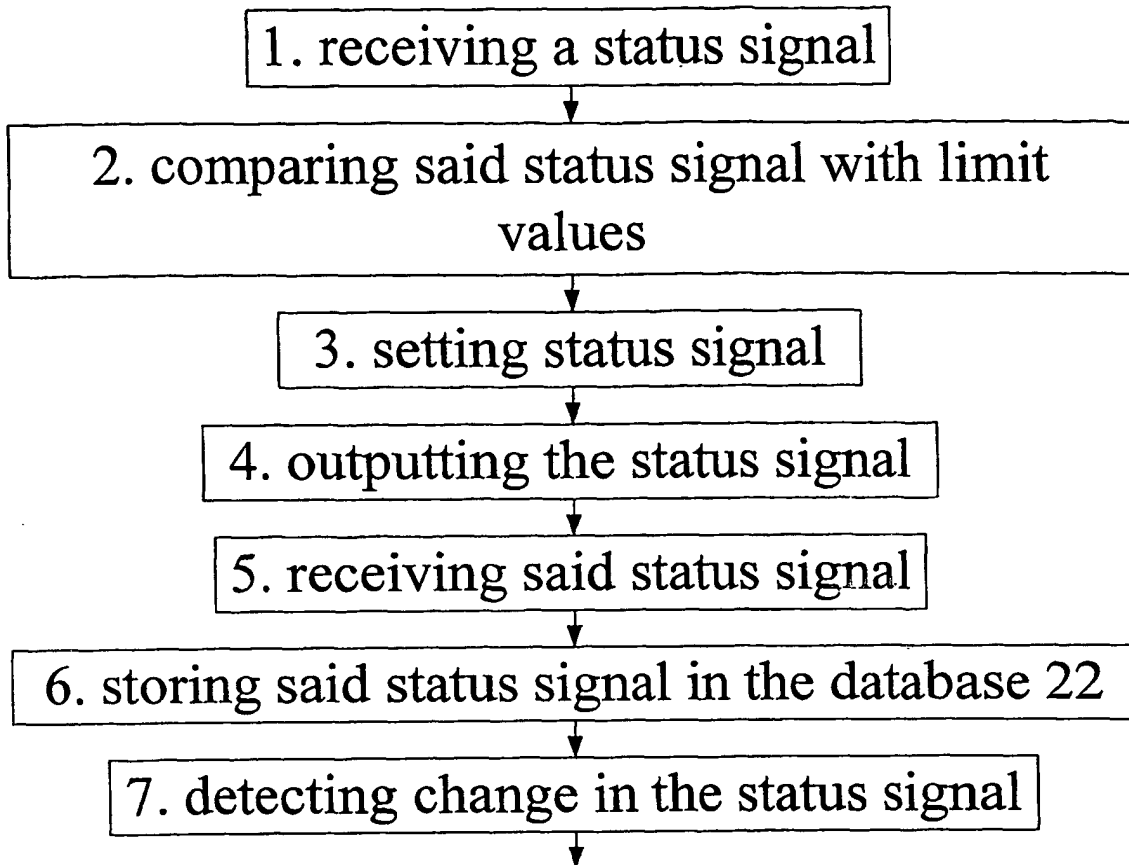 1. receiving a status signal
2. comparing said status signal with limit
values
3. setting status signal
4. outputting the status signal
5. receiving said status signal
6. storing said status signal in the database 22
7. detecting change in the status signal